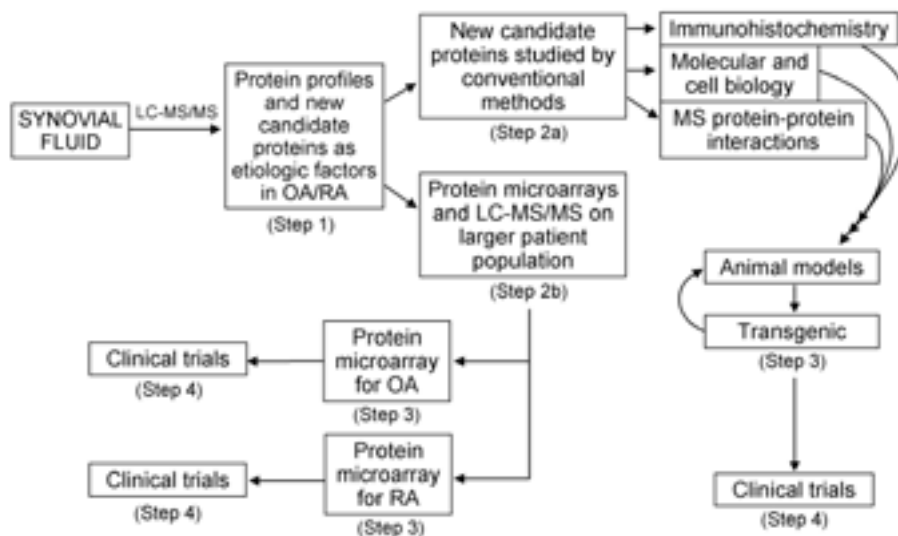 SYNOVIAL
FLUID
LC-MS/MS
Protein profiles
and new
candidate
proteins as
etiologic factors
in OA/RA
(Step 1)
New candidate
proteins studied by
conventional
methods
(Step 2a)
Immunohistochemistry
Molecular and
cell biology
MS protein-protein
interactions
Protein microarrays
and LC-MS/MS on
larger patient
population
(Step 2b)
Animal models
Transgenic
(Step 3)
Clinical trials
(Step 4)
Protein
microarray
for OA
(Step 3)
Clinical trials
(Step 4)
Protein
microarray
for RA
(Step 3)
Clinical trials
(Step 4)